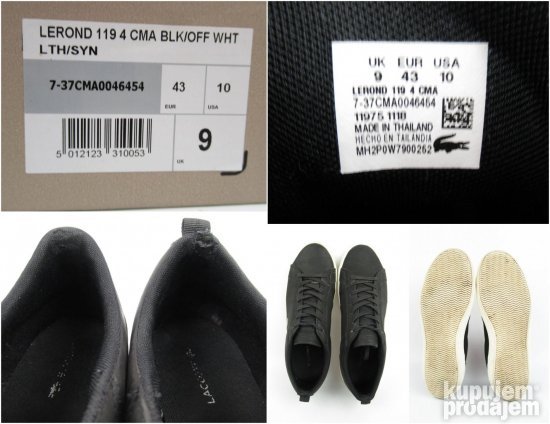 LEROND 119 4 CMA BLK/OFF WHT
LTH/SYN
7-37CMA0046454
43
EUR
10
USA
5 012123 310053
UK
9
UK EUR USA
9 43 10
LEROND 119 4 CMA
7-37CMA0046454
11975 1118
MADE IN THAILAND
HECHO EN TAILANDIA
MH2P0W7900252
LACOSTE
kupujem
prodajem